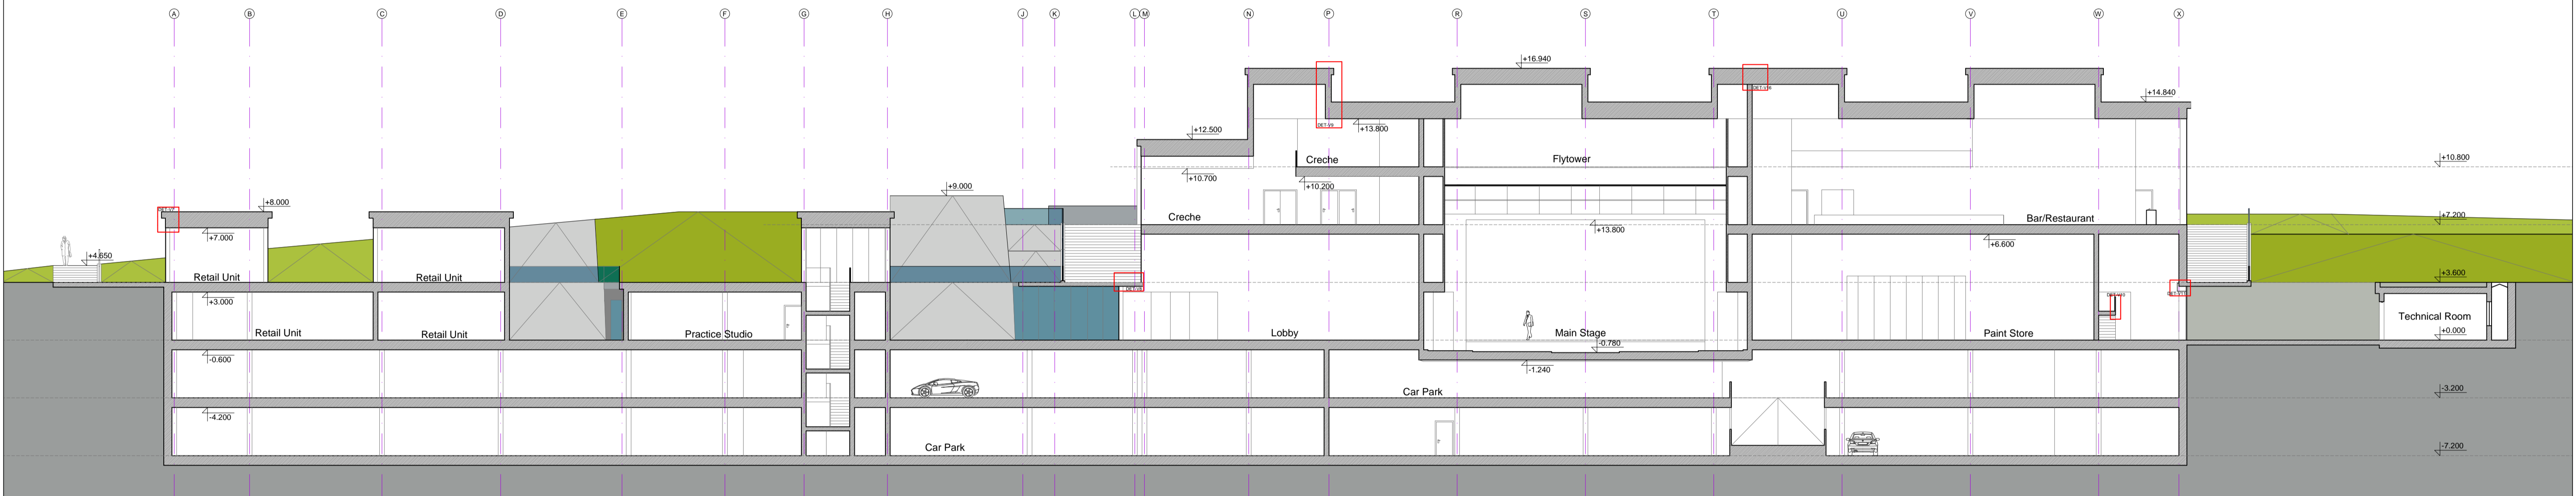 A B C D E F G H J K L M N P R S T U V W X
+16.940
DET-V9
+14.840
+13.800
+12.500
Creche
Flytower
+10.800
+10.700
+10.200
+9.000
+8.000
+7.000
Creche
Bar/Restaurant
+7.200
+13.800
+6.600
+4.650
Retail Unit
Retail Unit
+3.600
+3.000
Technical Room
Retail Unit
Retail Unit
Practice Studio
Lobby
Main Stage
Paint Store
+0.000
-0.780
-0.600
-1.240
Car Park
-3.200
-4.200
Car Park
-7.200